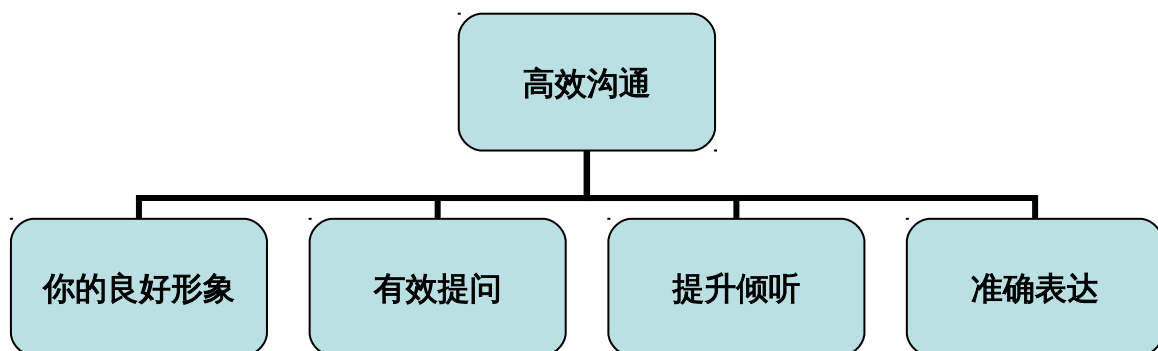 高效沟通
你的良好形象
有效提问
提升倾听
准确表达